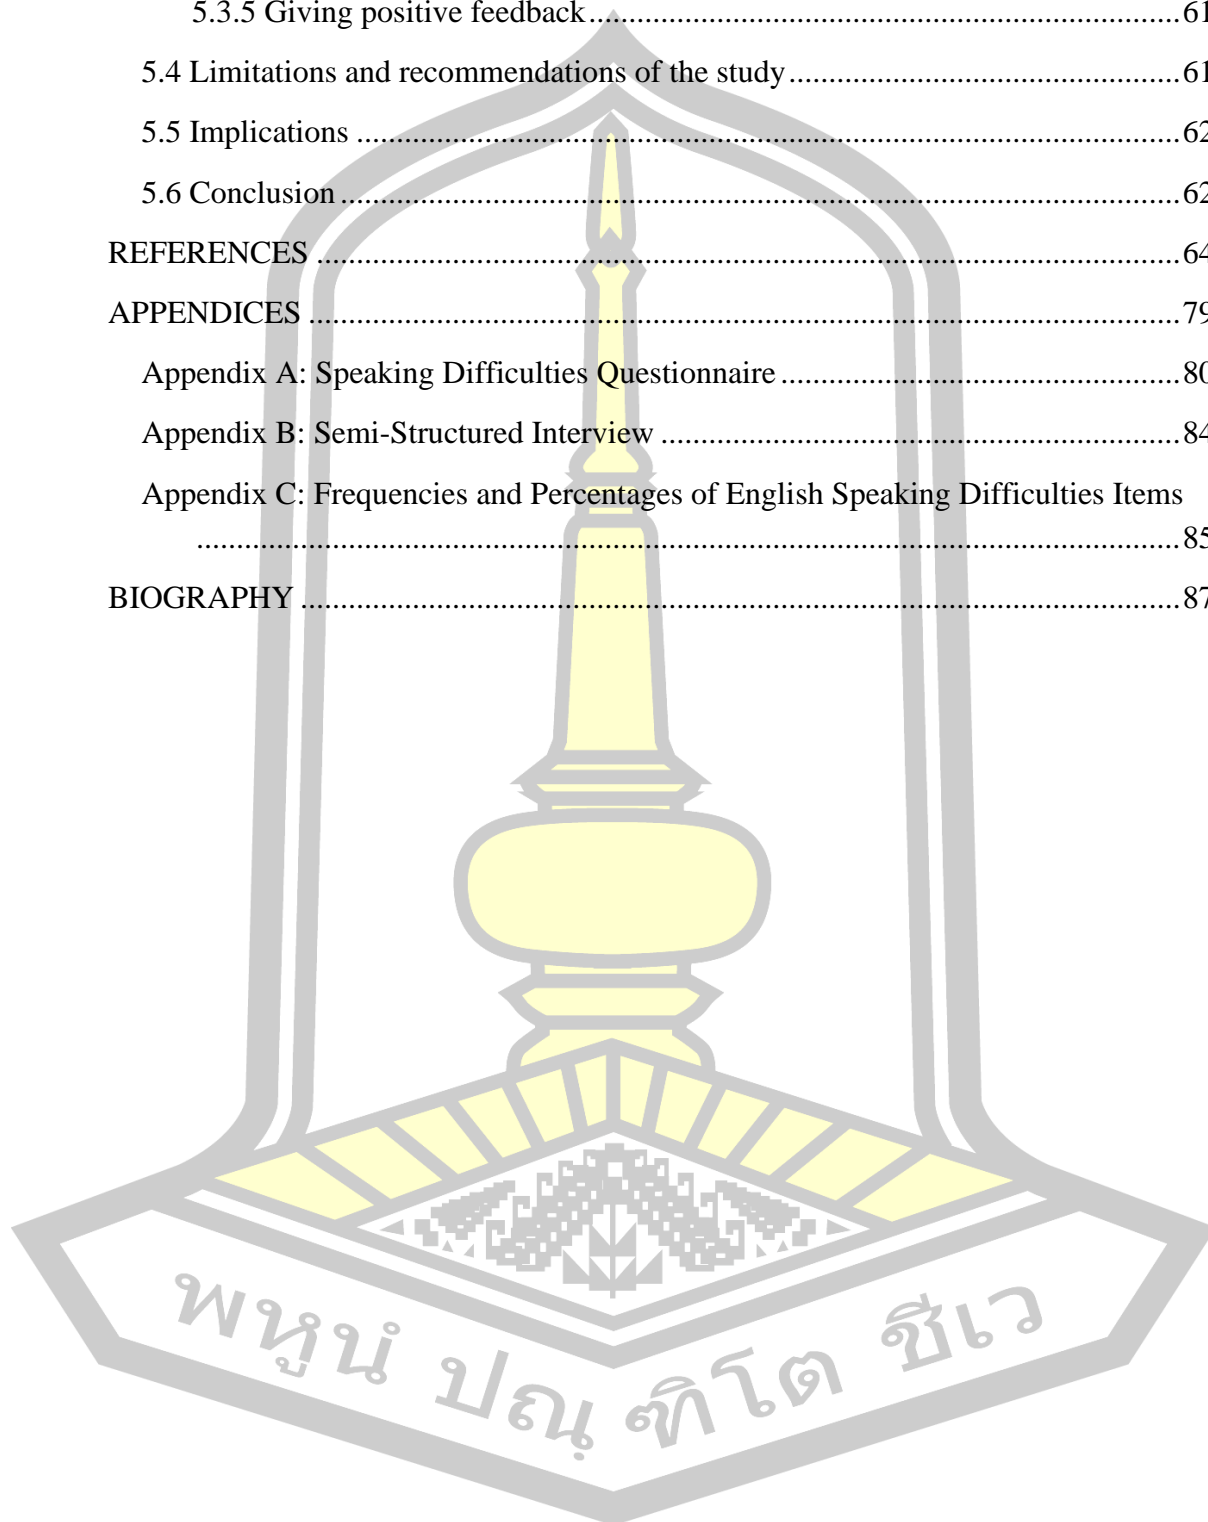 5.3.5 Giving positive feedback..........61
5.4 Limitations and recommendations of the study..........61
5.5 Implications..........62
5.6 Conclusion..........62
REFERENCES..........64
APPENDICES..........79
Appendix A: Speaking Difficulties Questionnaire..........80
Appendix B: Semi-Structured Interview..........84
Appendix C: Frequencies and Percentages of English Speaking Difficulties Items
..........85
BIOGRAPHY..........87
พหูนํ ปณฺฑิโต ชีเว